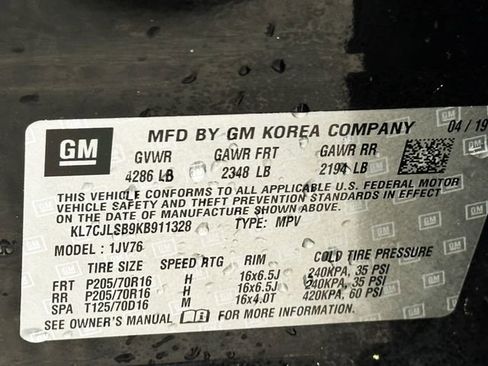 GM MFD BY GM KOREA COMPANY 04/19
GVWR GAWR FRT GAWR RR
4286 LB 2348 LB 2194 LB
THIS VEHICLE CONFORMS TO ALL APPLICABLE U.S. FEDERAL MOTOR
VEHICLE SAFETY AND THEFT PREVENTION STANDARDS IN EFFECT
ON THE DATE OF MANUFACTURE SHOWN ABOVE.
KL7CJLSB9KB911328 TYPE: MPV
MODEL : 1JV76
TIRE SIZE SPEED RTG RIM COLD TIRE PRESSURE
FRT P205/70R16 H 16x6.5J 240KPA, 35 PSI
RR P205/70R16 H 16x6.5J 240KPA, 35 PSI
SPA T125/70D16 M 16x4.0T 420KPA, 60 PSI
SEE OWNER'S MANUAL FOR MORE INFORMATION.